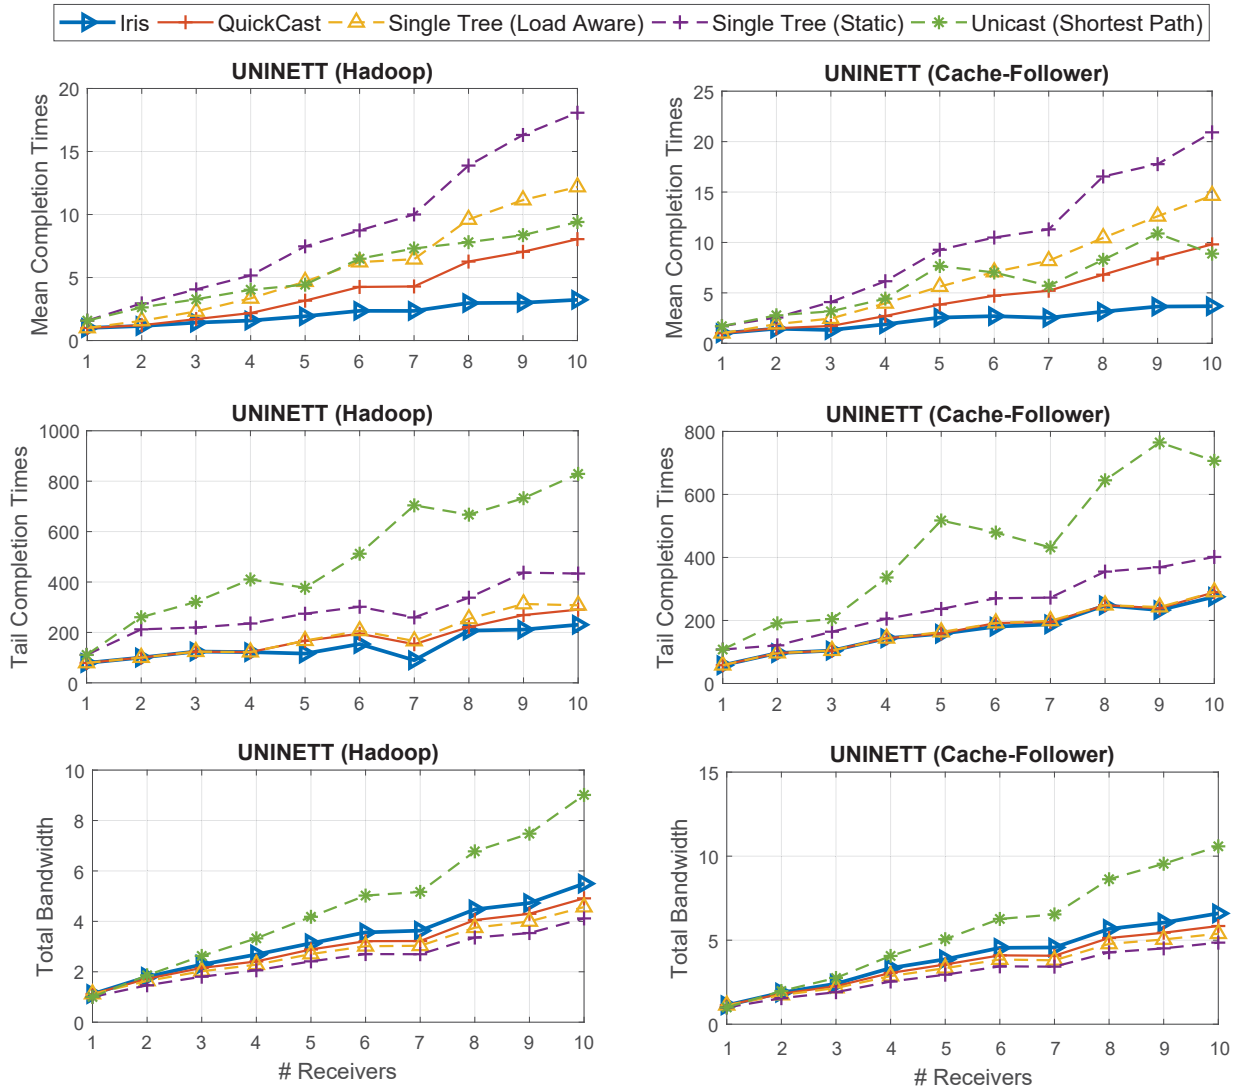 Iris QuickCast Single Tree (Load Aware) Single Tree (Static) Unicast (Shortest Path)
UNINETT (Hadoop)
Mean Completion Times
20
15
10
5
0
1 2 3 4 5 6 7 8 9 10
UNINETT (Cache-Follower)
Mean Completion Times
25
20
15
10
5
0
1 2 3 4 5 6 7 8 9 10
UNINETT (Hadoop)
Tail Completion Times
1000
800
600
400
200
0
1 2 3 4 5 6 7 8 9 10
UNINETT (Cache-Follower)
Tail Completion Times
800
600
400
200
0
1 2 3 4 5 6 7 8 9 10
UNINETT (Hadoop)
Total Bandwidth
10
8
6
4
2
0
1 2 3 4 5 6 7 8 9 10
# Receivers
UNINETT (Cache-Follower)
Total Bandwidth
15
10
5
0
1 2 3 4 5 6 7 8 9 10
# Receivers